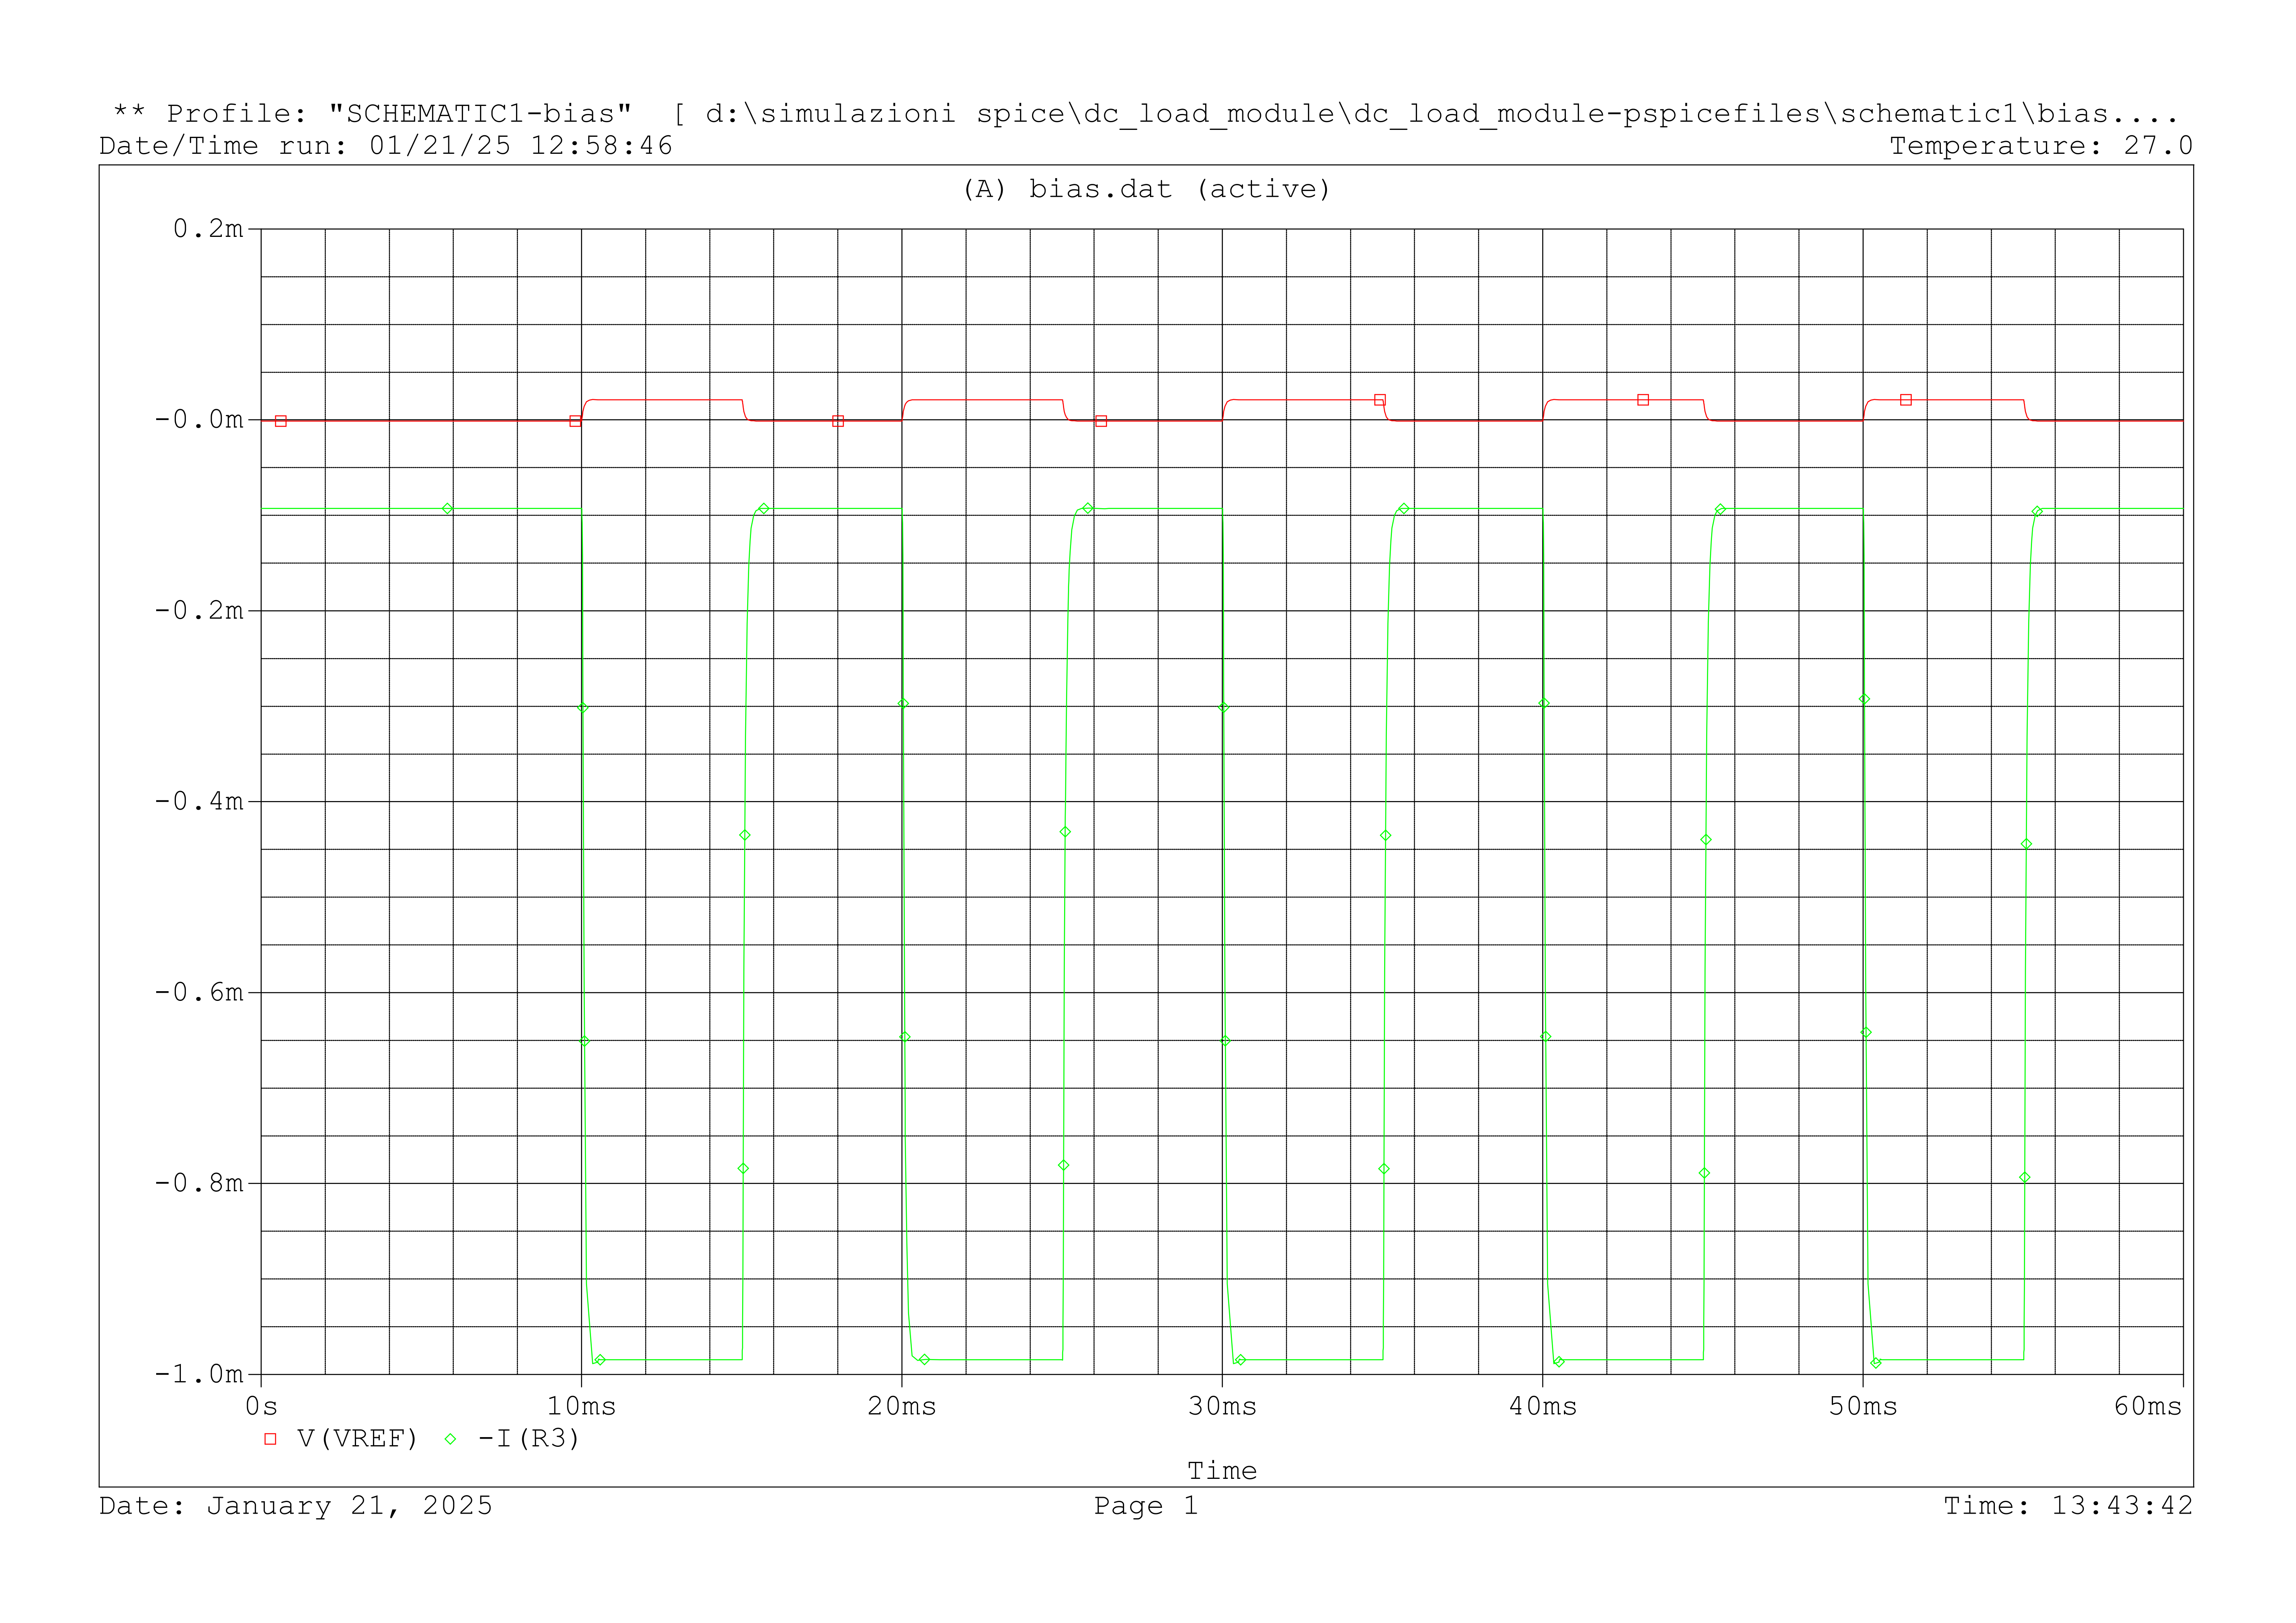 ** Profile: "SCHEMATIC1-bias"  [ d:\simulazioni spice\dc_load_module\dc_load_module-pspicefiles\schematic1\bias....
Date/Time run: 01/21/25 12:58:46 Temperature: 27.0
(A) bias.dat (active)
0.2m
-0.0m
-0.2m
-0.4m
-0.6m
-0.8m
-1.0m
0s 10ms 20ms 30ms 40ms 50ms 60ms
V(VREF) -I(R3)
Time
Date: January 21, 2025 Page 1 Time: 13:43:42